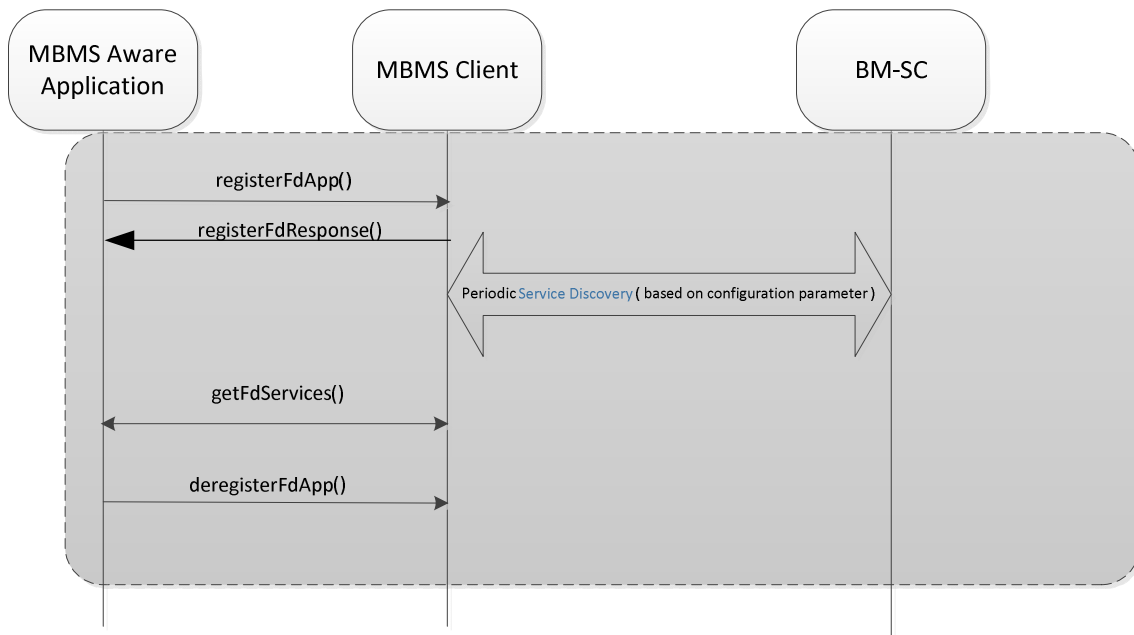 MBMS Aware
Application
MBMS Client
BM-SC
registerFdApp()
registerFdResponse()
Periodic Service Discovery ( based on configuration parameter )
getFdServices()
deregisterFdApp()